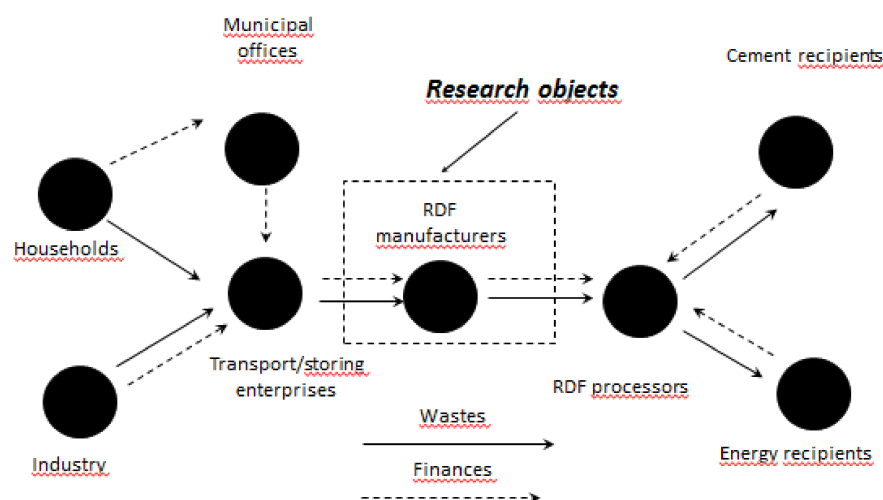 Municipal
offices
Cement recipients
Research objects
RDF
manufacturers
Households
Transport/storing
enterprises
RDF processors
Wastes
Industry
Finances
Energy recipients